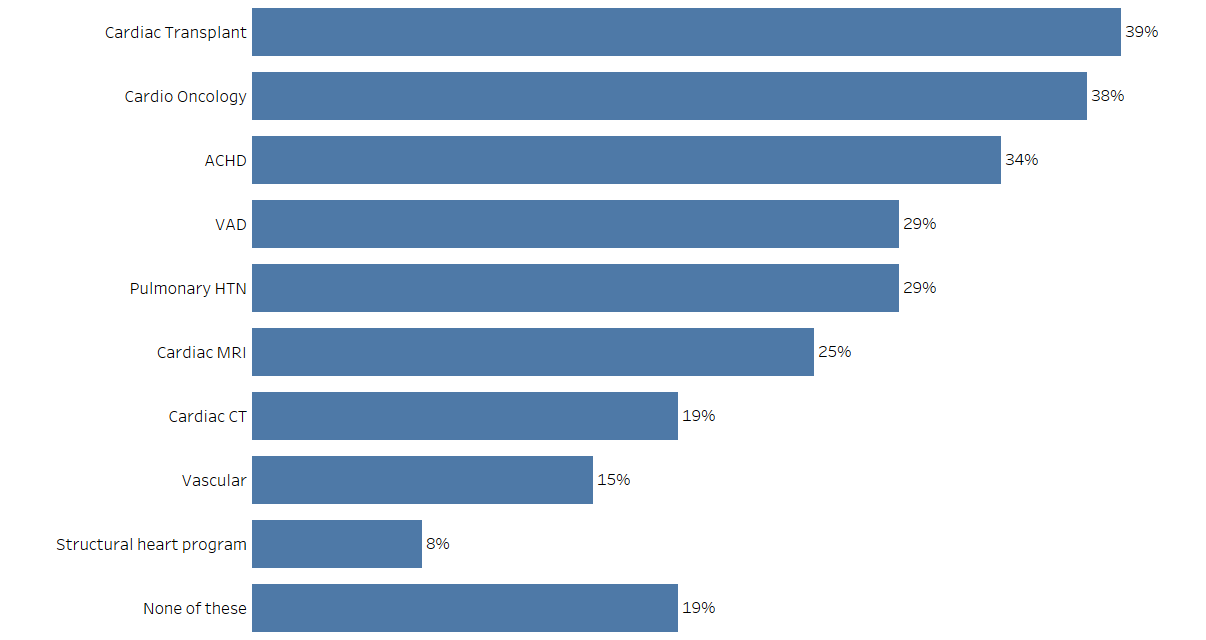 Cardiac Transplant 39%
Cardio Oncology 38%
ACHD 34%
VAD 29%
Pulmonary HTN 29%
Cardiac MRI 25%
Cardiac CT 19%
Vascular 15%
Structural heart program 8%
None of these 19%